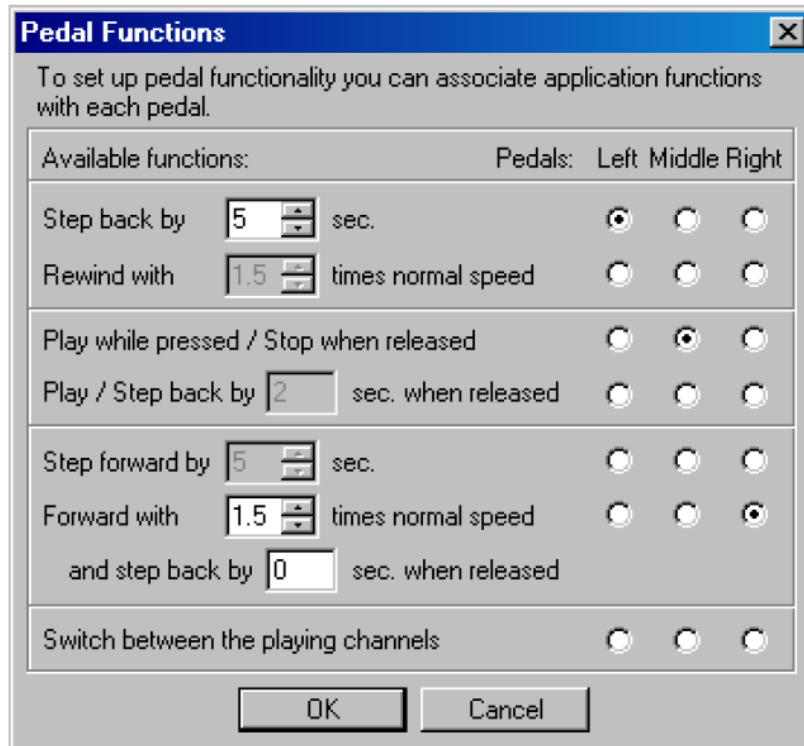 Pedal Functions
To set up pedal functionality you can associate application functions
with each pedal.
Available functions: Pedals: Left Middle Right
Step back by 5 sec.
Rewind with 1.5 times normal speed
Play while pressed / Stop when released
Play / Step back by 2 sec. when released
Step forward by 5 sec.
Forward with 1.5 times normal speed
and step back by 0 sec. when released
Switch between the playing channels
OK Cancel